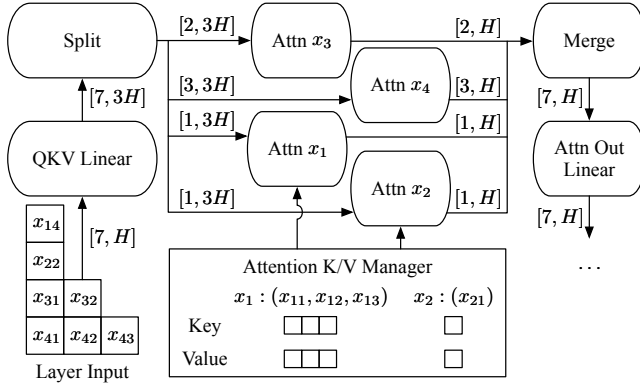 Split
[2, 3H]
Attn x₃
[2, H]
Merge
[3, 3H]
Attn x₄
[3, H]
[7, 3H]
[7, H]
[1, 3H]
Attn x₁
[1, H]
QKV Linear
Attn Out
Linear
[1, 3H]
Attn x₂
[1, H]
[7, H]
x₁₄
[7, H]
x₂₂
Attention K/V Manager
...
x₃₁ x₃₂
x₁ : (x₁₁, x₁₂, x₁₃) x₂ : (x₂₁)
Key
x₄₁ x₄₂ x₄₃
Value
Layer Input